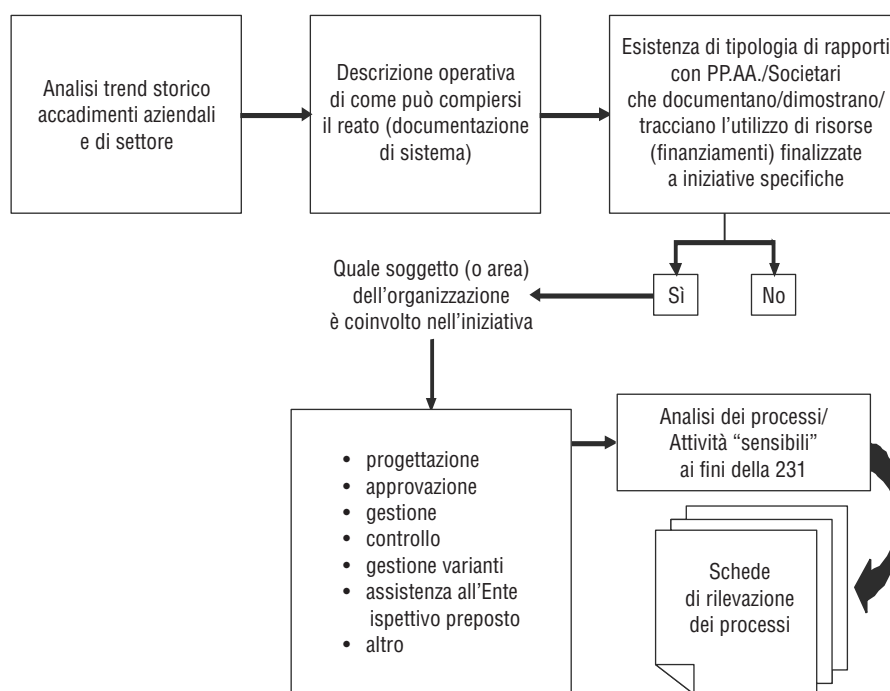 Analisi trend storico
accadimenti aziendali
e di settore
Descrizione operativa
di come può compiersi
il reato (documentazione
di sistema)
Esistenza di tipologia di rapporti
con PP.AA./Societari
che documentano/dimostrano/
tracciano l'utilizzo di risorse
(finanziamenti) finalizzate
a iniziative specifiche
Sì
No
Quale soggetto (o area)
dell'organizzazione
è coinvolto nell'iniziativa
• progettazione
• approvazione
• gestione
• controllo
• gestione varianti
• assistenza all'Ente
ispettivo preposto
• altro
Analisi dei processi/
Attività "sensibili"
ai fini della 231
Schede
di rilevazione
dei processi